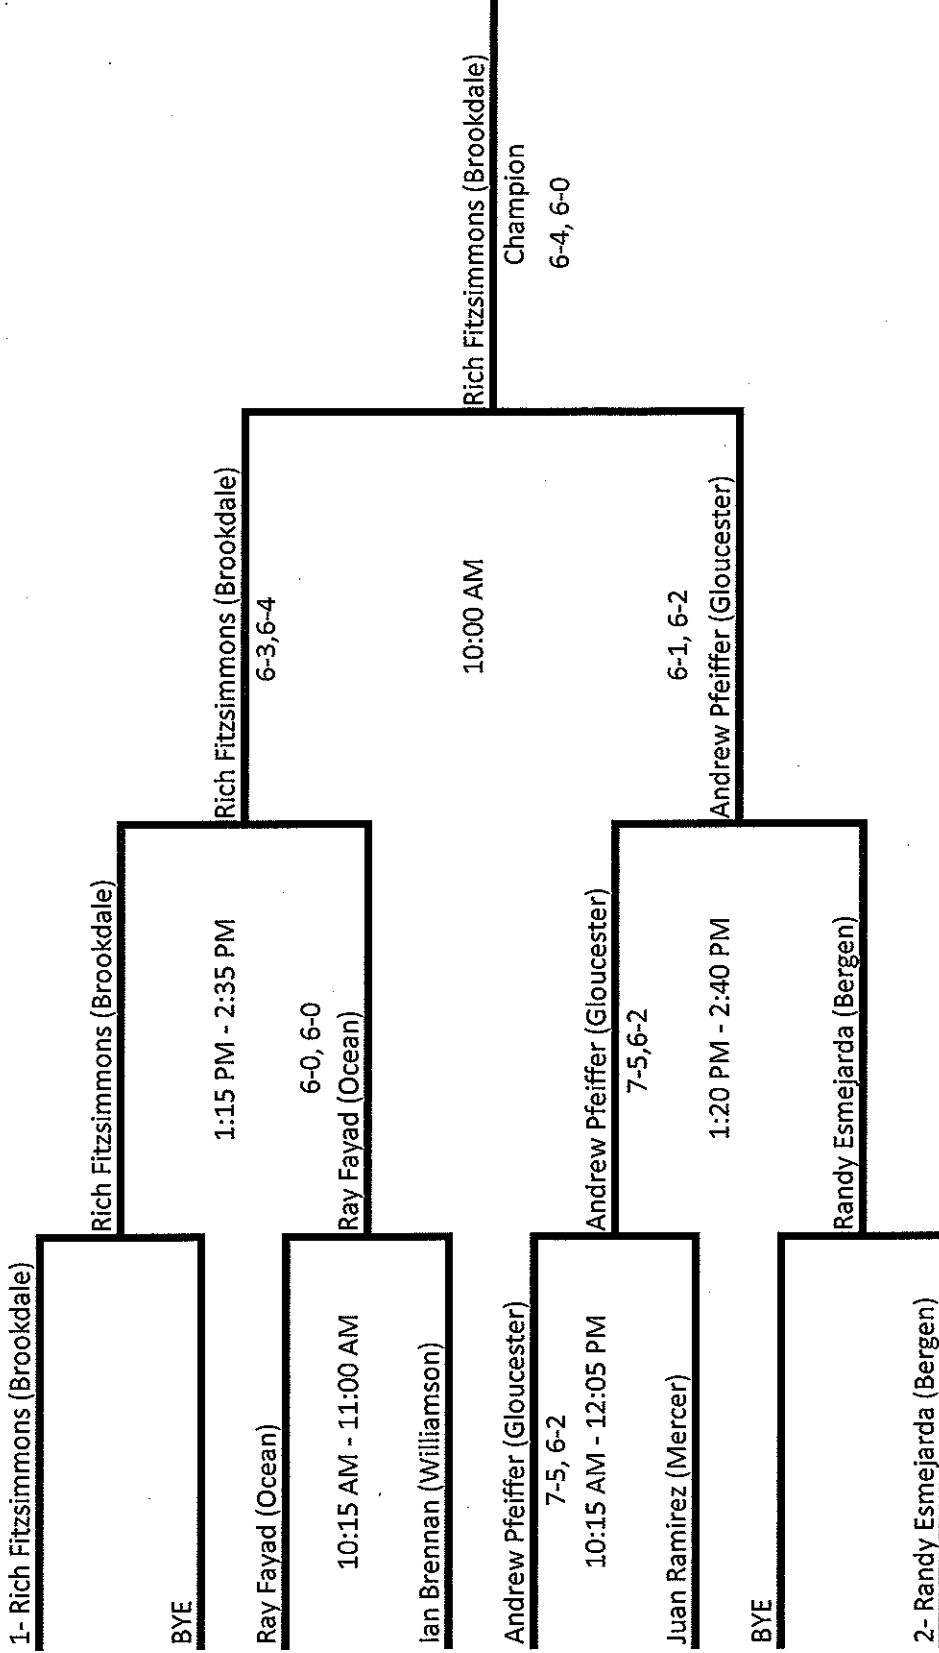 1- Rich Fitzsimmons (Brookdale)
BYE
Ray Fayad (Ocean)
10:15 AM - 11:00 AM
Ian Brennan (Williamson)
Andrew Pfeiffer (Gloucester)
7-5, 6-2
10:15 AM - 12:05 PM
Juan Ramirez (Mercer)
BYE
2- Randy Esmejarda (Bergen)
Rich Fitzsimmons (Brookdale)
1:15 PM - 2:35 PM
6-0, 6-0
Ray Fayad (Ocean)
Andrew Pfeiffer (Gloucester)
7-5,6-2
1:20 PM - 2:40 PM
Randy Esmejarda (Bergen)
Rich Fitzsimmons (Brookdale)
6-3,6-4
10:00 AM
6-1, 6-2
Andrew Pfeiffer (Gloucester)
Rich Fitzsimmons (Brookdale)
Champion
6-4, 6-0